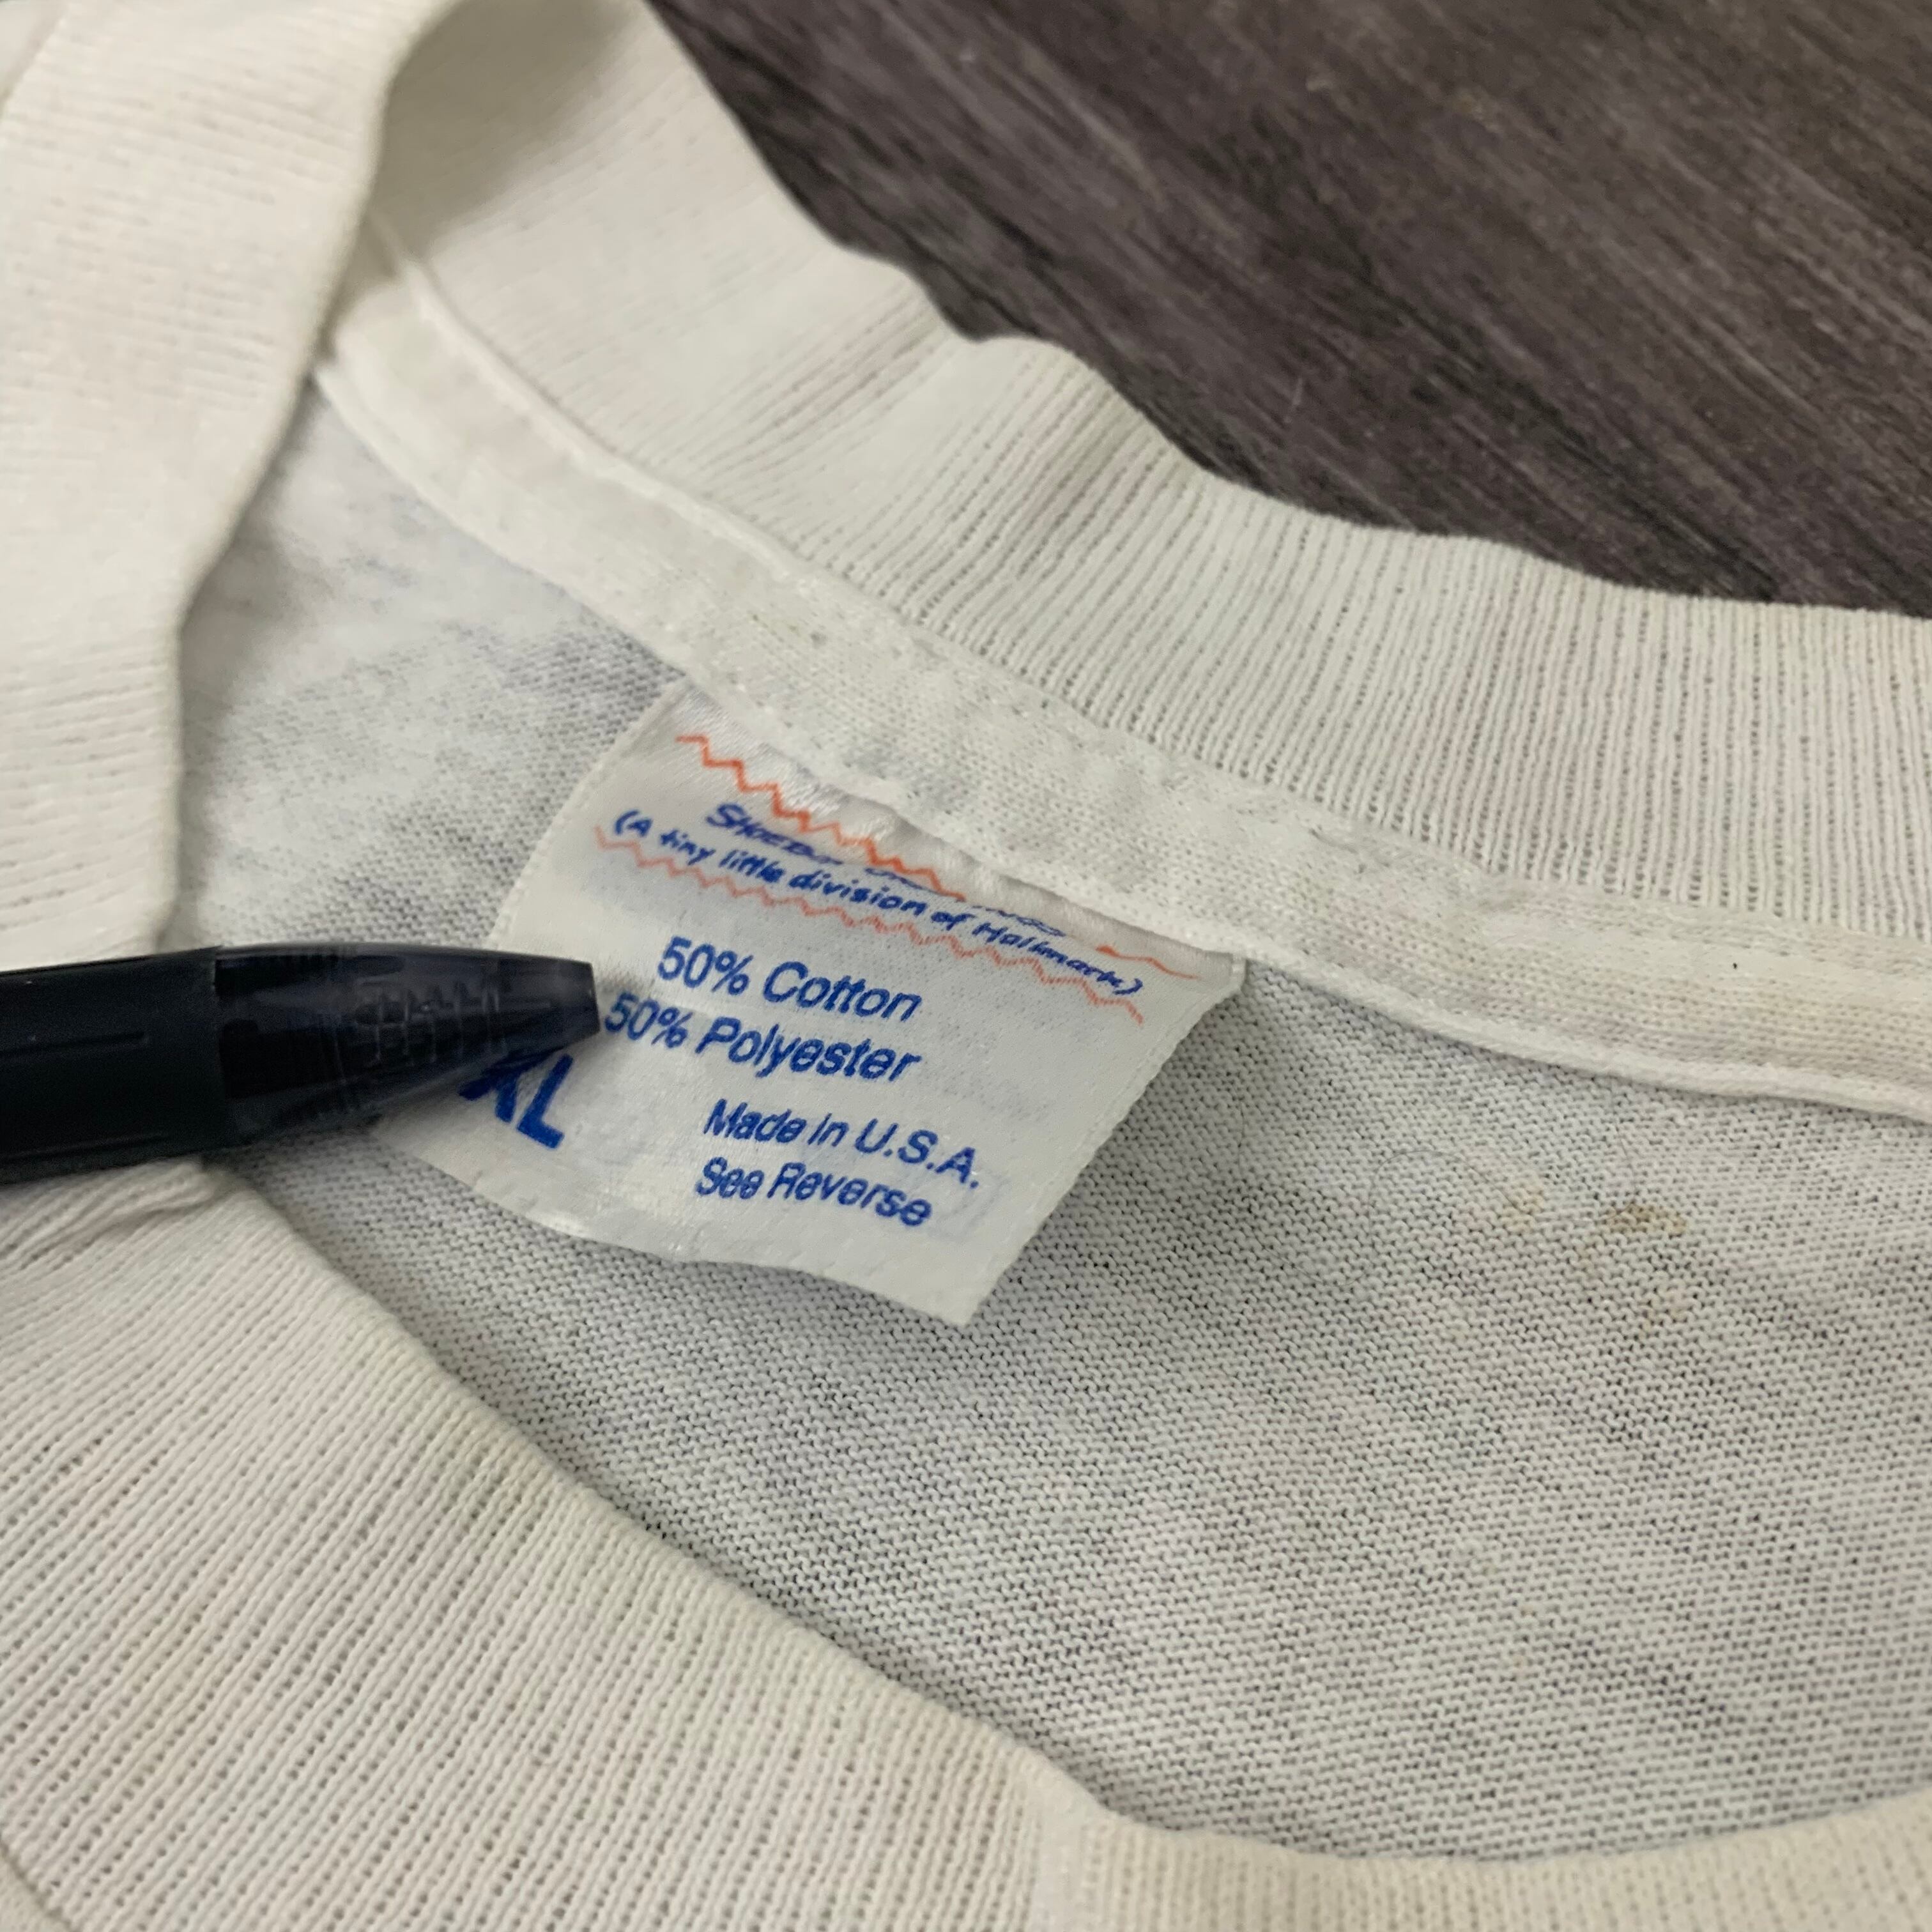 (A tiny little division of Hallmark)
50% Cotton
50% Polyester
XL
Made in U.S.A.
See Reverse